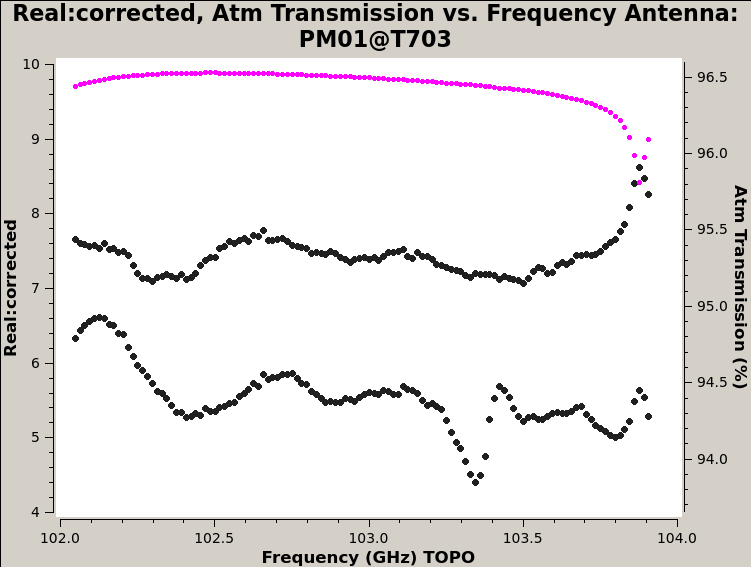 Real:corrected, Atm Transmission vs. Frequency Antenna:
PM01@T703
10
9
8
7
6
5
4
Real:corrected
96.5
96.0
95.5
95.0
94.5
94.0
Atm Transmission (%)
102.0 102.5 103.0 103.5 104.0
Frequency (GHz) TOPO